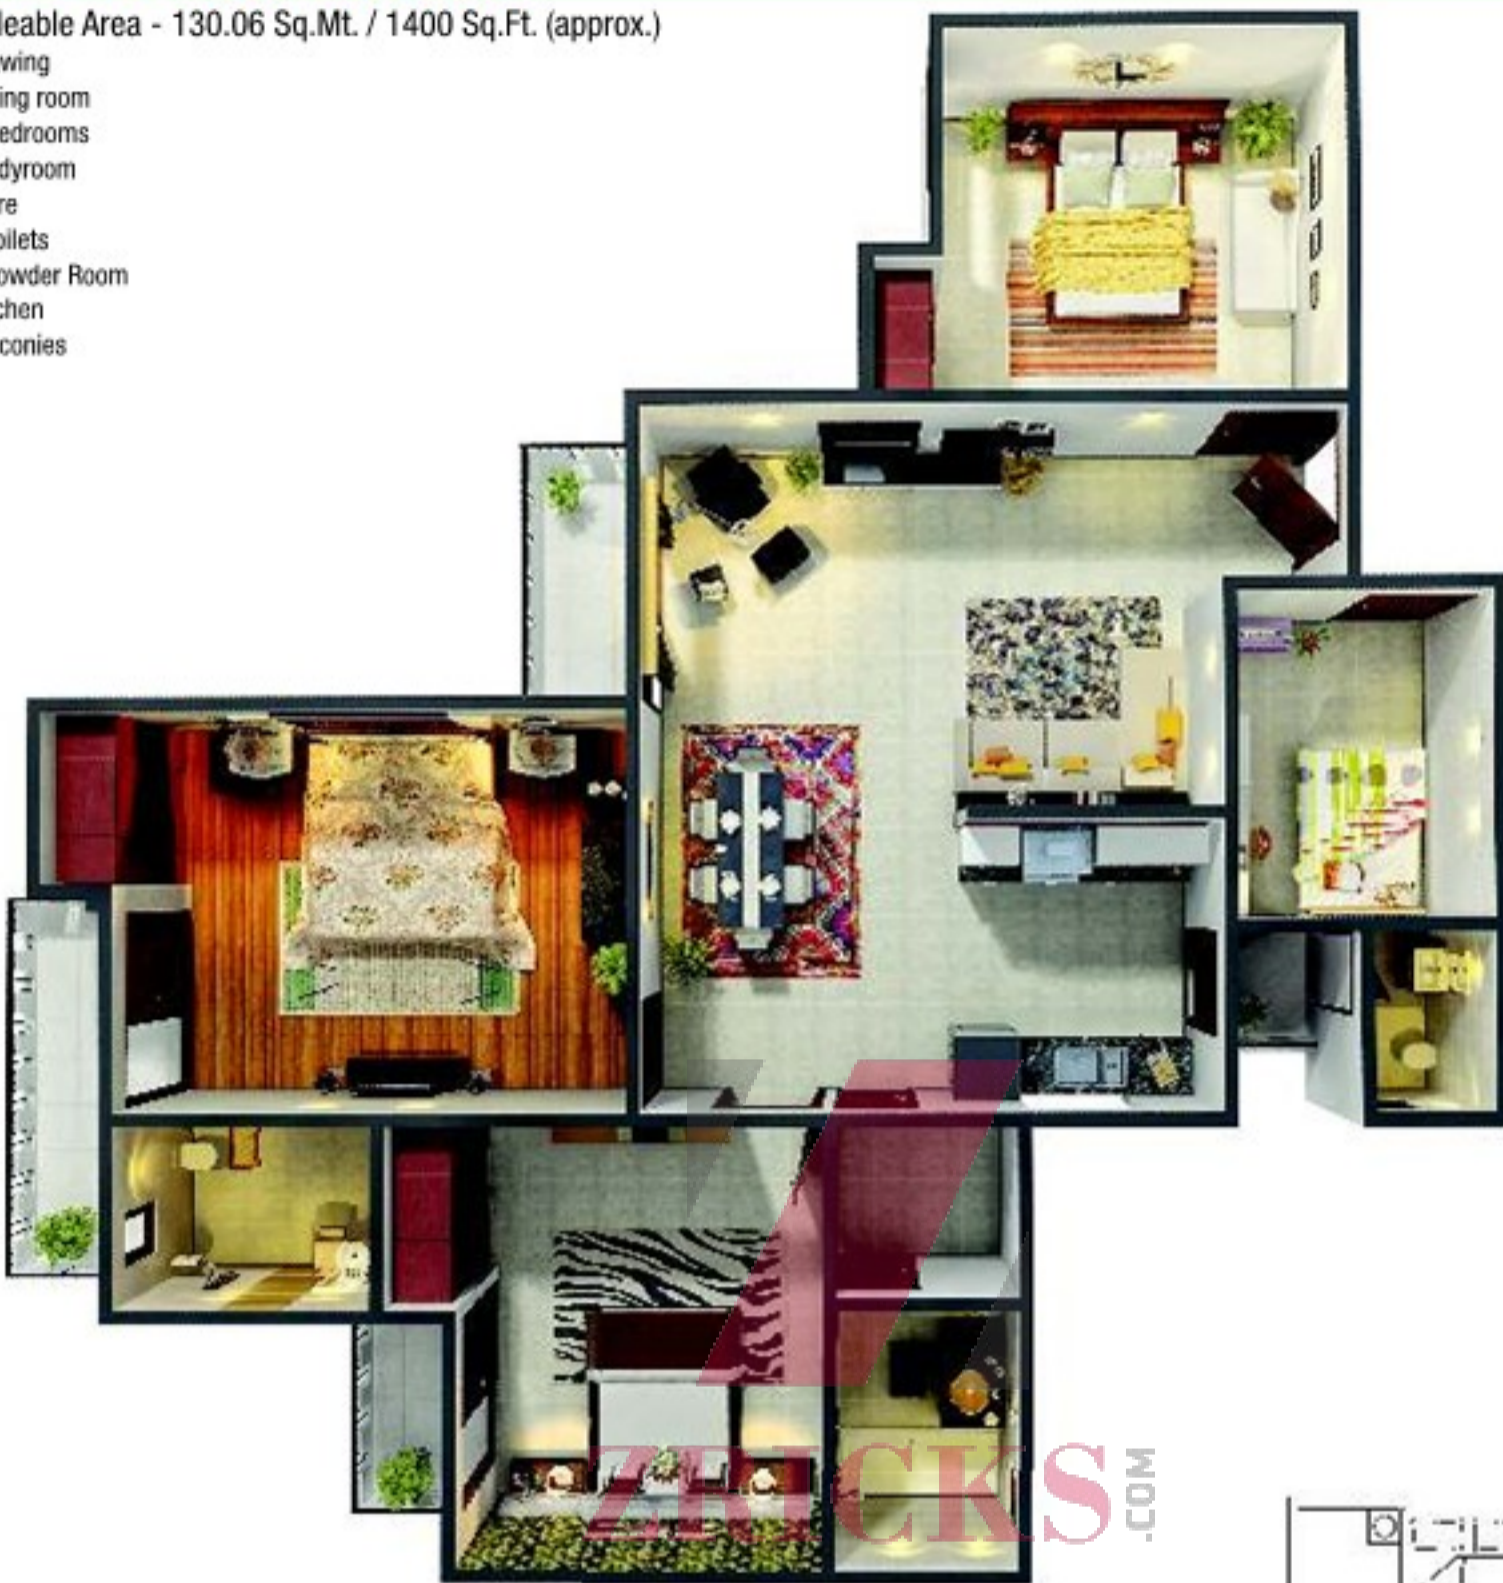 leable Area - 130.06 Sq.Mt. / 1400 Sq.Ft. (approx.)
wing
ing room
edrooms
dyroom
re
oilets
owder Room
chen
conies
ZRICKS
.COM